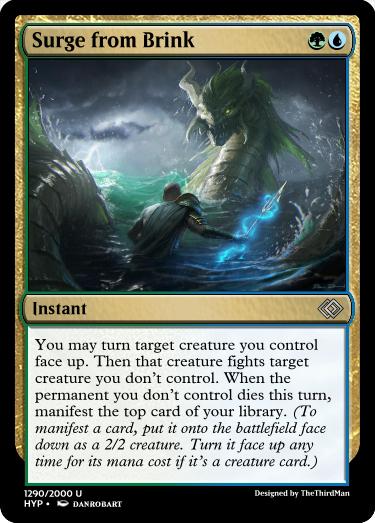 Surge from Brink
Instant
You may turn target creature you control
face up. Then that creature fights target
creature you don't control. When the
permanent you don't control dies this turn,
manifest the top card of your library. (To
manifest a card, put it onto the battlefield face
down as a 2/2 creature. Turn it face up any
time for its mana cost if it's a creature card.)
1290/2000 U
Designed by TheThirdMan
HYP • DANROBART